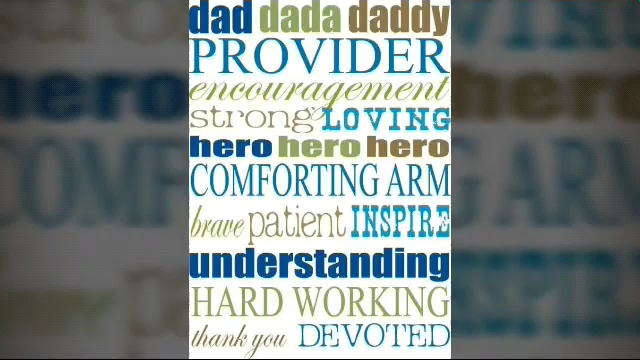 dad dada daddy
PROVIDER
encouragement
strong LOVING
hero hero hero
COMFORTING ARM
brave patient INSPIRE
understanding
HARD WORKING
thank you DEVOTED